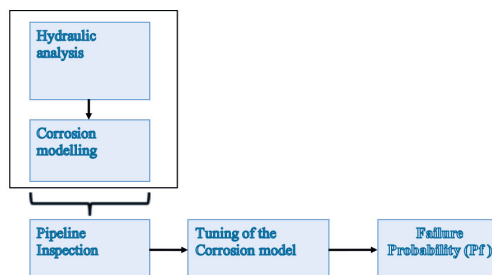 Hydraulic
analysis
Corrosion
modelling
Pipeline
Inspection
Tuning of the
Corrosion model
Failure
Probability (Pf)